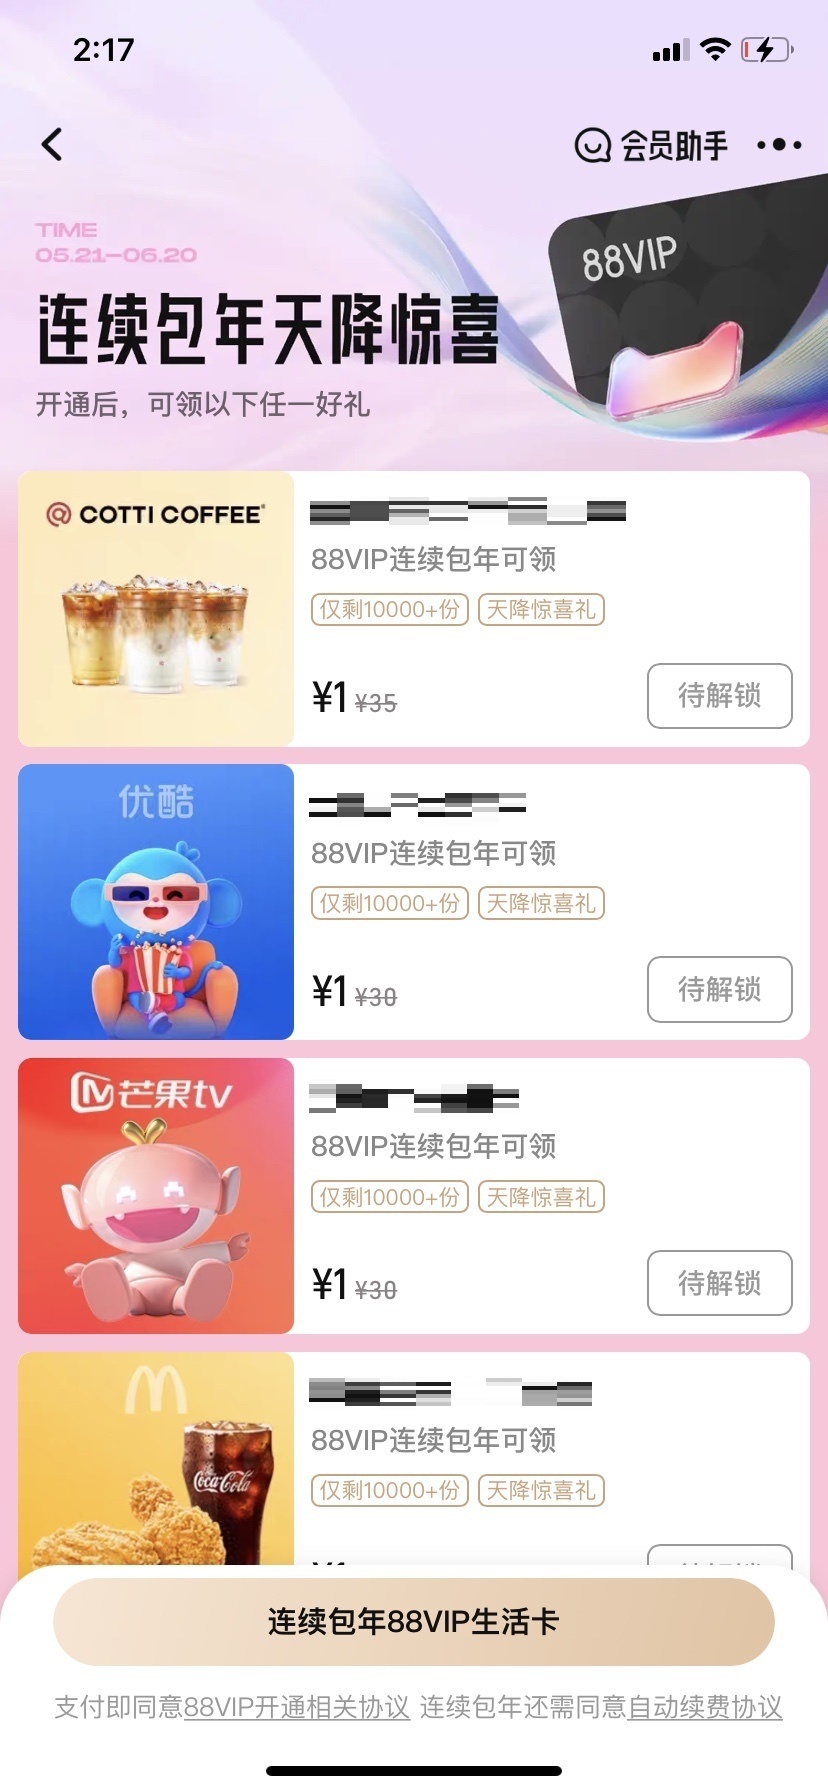 2:17
会员助手
TIME
05.21—06.20
88VIP
连续包年天降惊喜
开通后，可领以下任一好礼
COTTI COFFEE
88VIP连续包年可领
仅剩10000+份 天降惊喜礼
¥1 ¥35
待解锁
优酷
88VIP连续包年可领
仅剩10000+份 天降惊喜礼
¥1 ¥30
待解锁
芒果tv
88VIP连续包年可领
仅剩10000+份 天降惊喜礼
¥1 ¥30
待解锁
88VIP连续包年可领
仅剩10000+份 天降惊喜礼
Coca-Cola
连续包年88VIP生活卡
支付即同意88VIP开通相关协议 连续包年还需同意自动续费协议